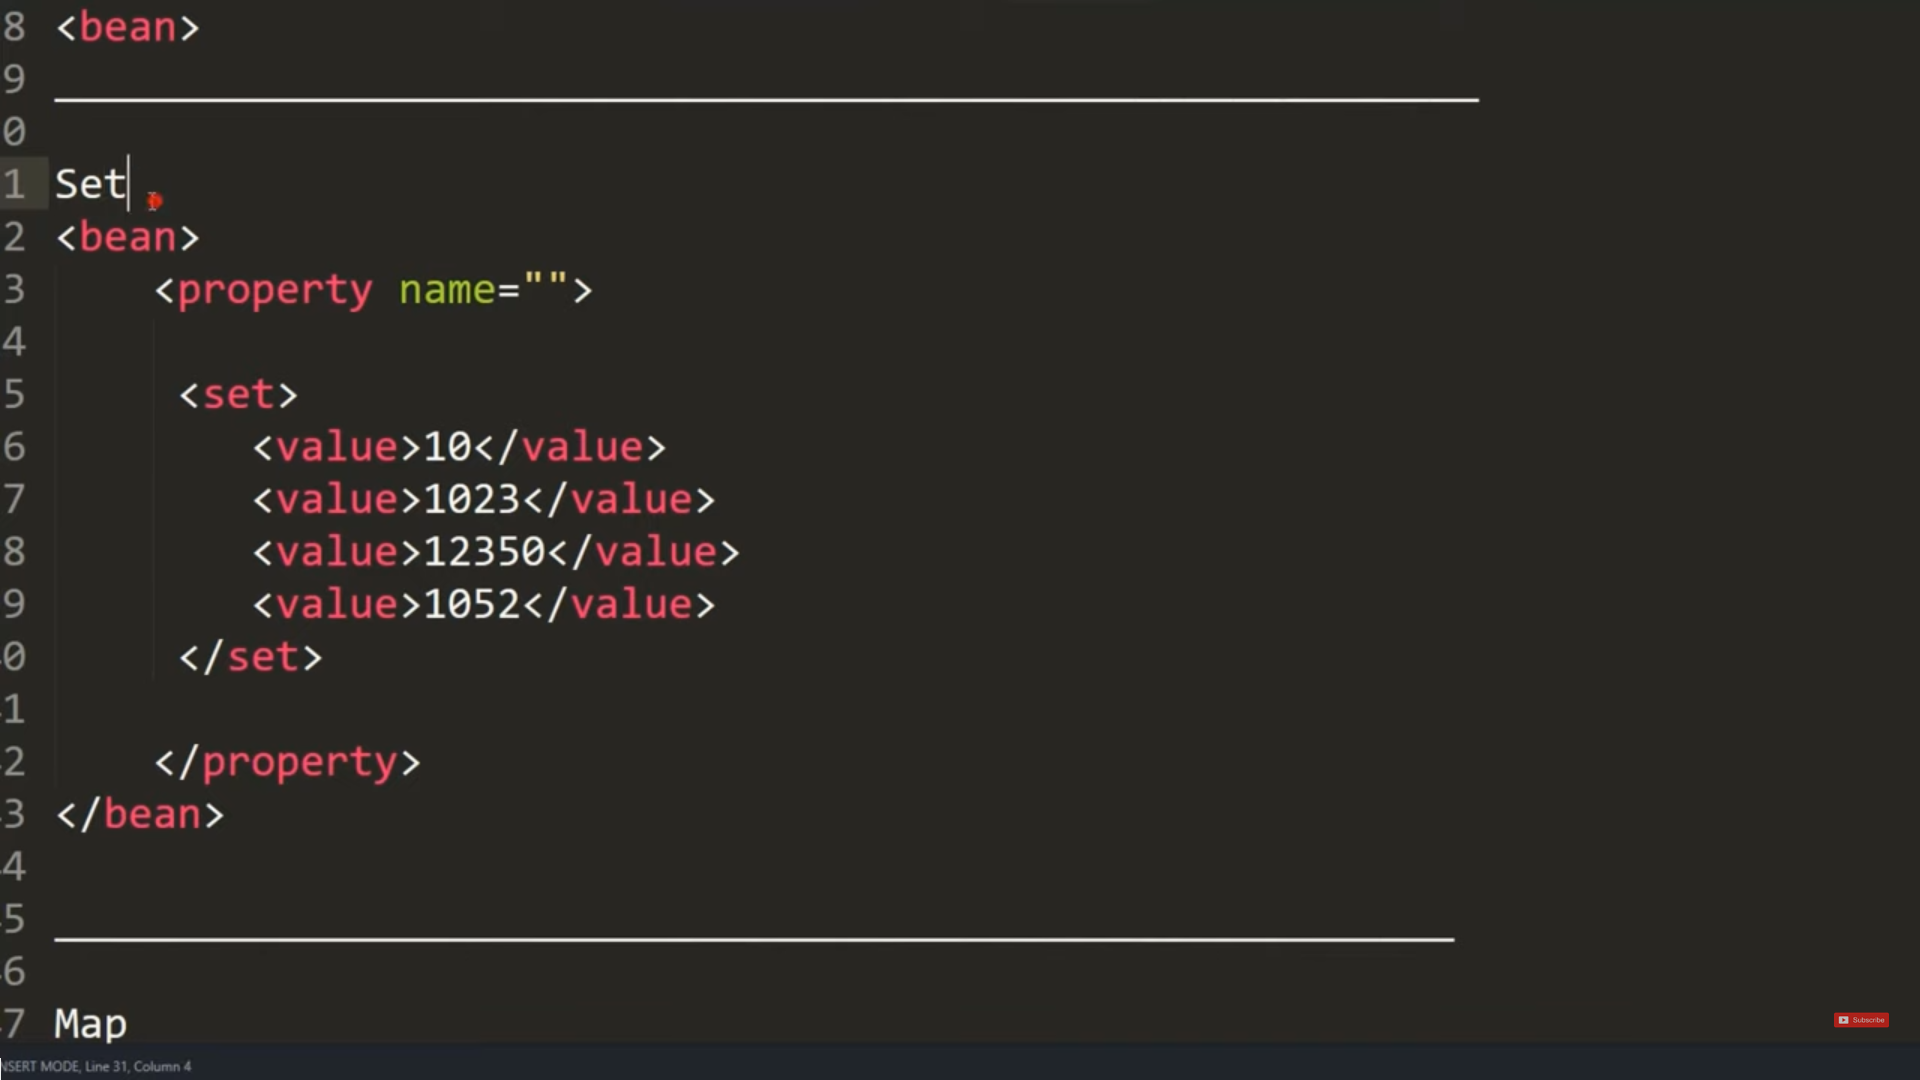 8 <bean>
9
0
1 Set
2 <bean>
3 <property name="">
4
5 <set>
6 <value>10</value>
7 <value>1023</value>
8 <value>12350</value>
9 <value>1052</value>
0 </set>
1
2 </property>
3 </bean>
4
5
6
7 Map
Subscribe
NSERT MODE, Line 31, Column 4